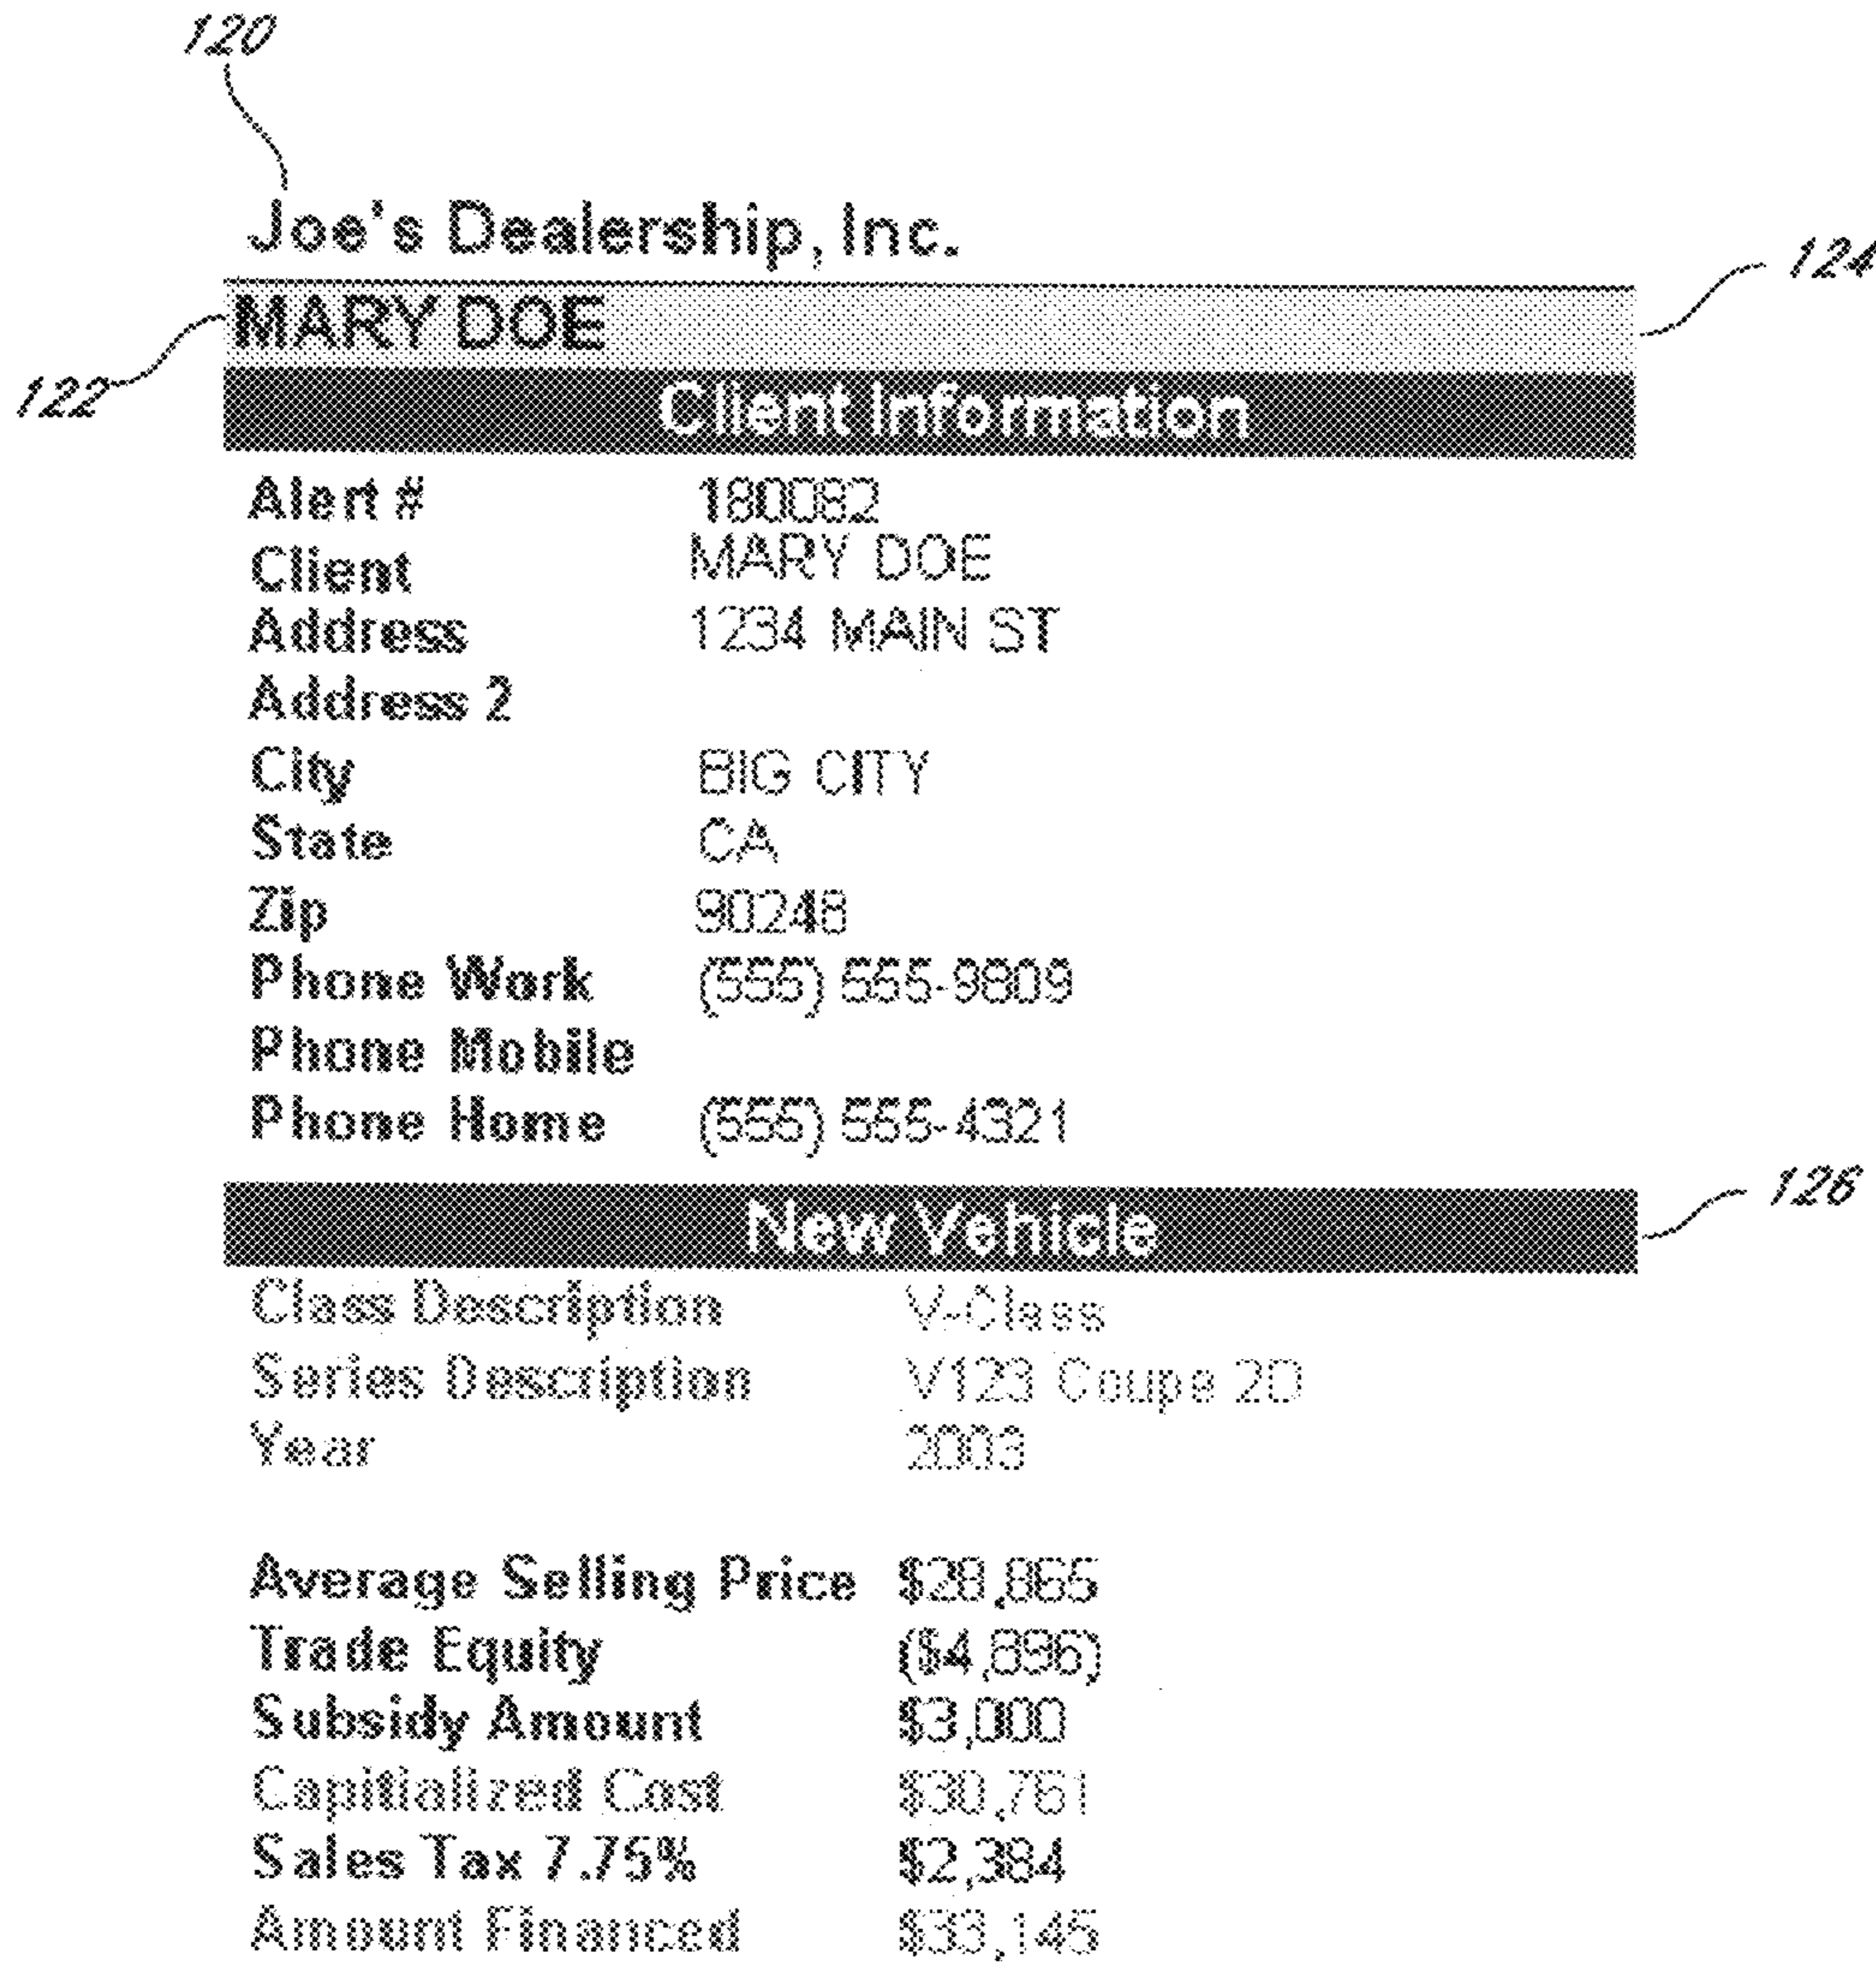 120
Joe's Dealership, Inc.
124
MARY DOE
122
Client Information
Alert # 180082
Client MARY DOE
Address 1234 MAIN ST
Address 2
City BIG CITY
State CA
Zip 90248
Phone Work (555) 555-9809
Phone Mobile
Phone Home (555) 555-4321
126
New Vehicle
Class Description V-Class
Series Description V123 Coupe 2D
Year 2003
Average Selling Price $28,865
Trade Equity ($4,896)
Subsidy Amount $3,000
Capitialized Cost $30,761
Sales Tax 7.75% $2,384
Amount Financed $33,145